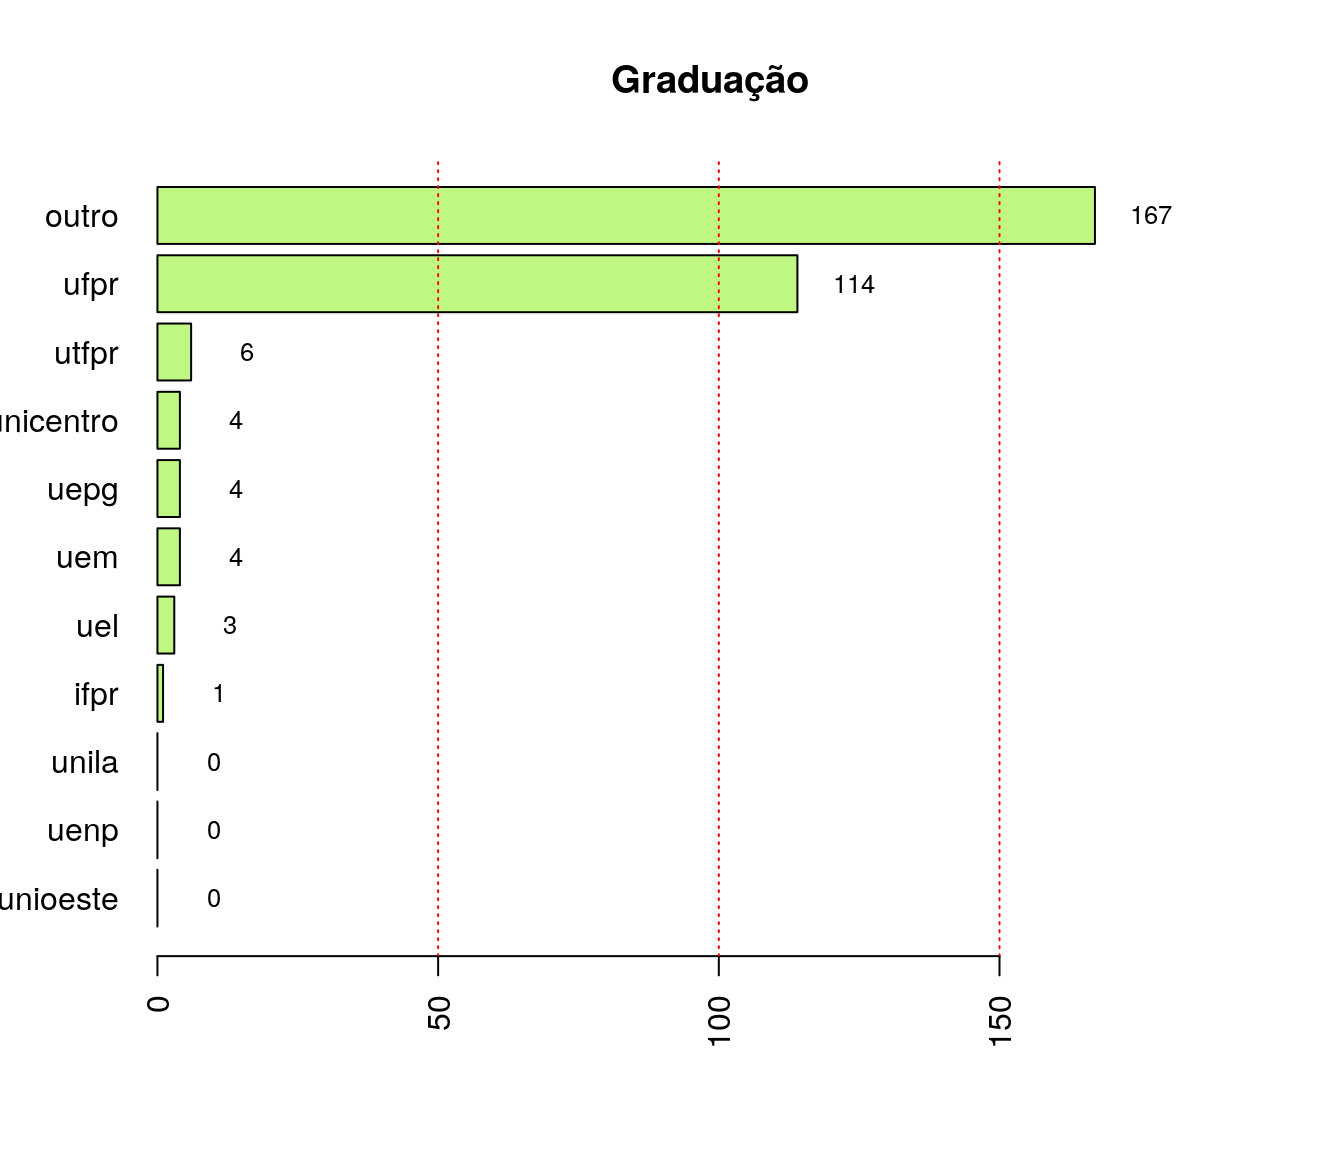 Graduação
outro 167
ufpr 114
utfpr 6
unicentro 4
uepg 4
uem 4
uel 3
ifpr 1
unila 0
uenp 0
unioeste 0
0 50 100 150